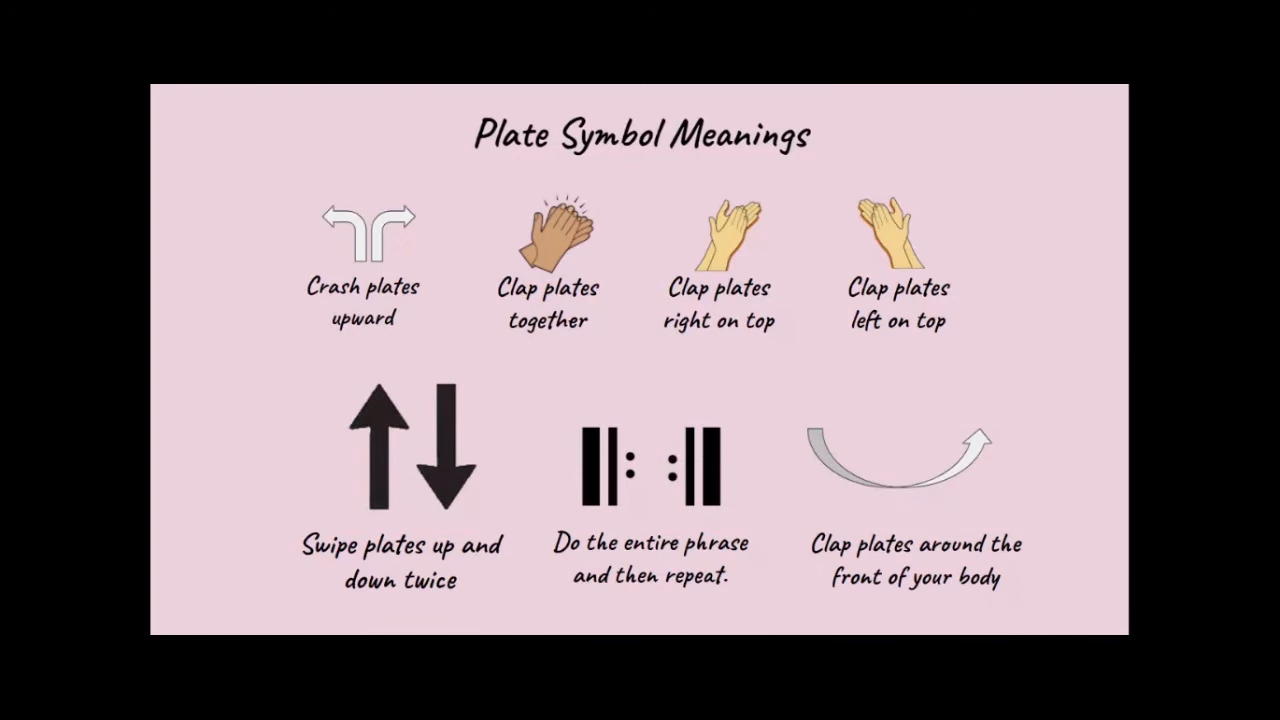 Plate Symbol Meanings
Crash plates
upward
Clap plates
together
Clap plates
right on top
Clap plates
left on top
Swipe plates up and
down twice
Do the entire phrase
and then repeat.
Clap plates around the
front of your body